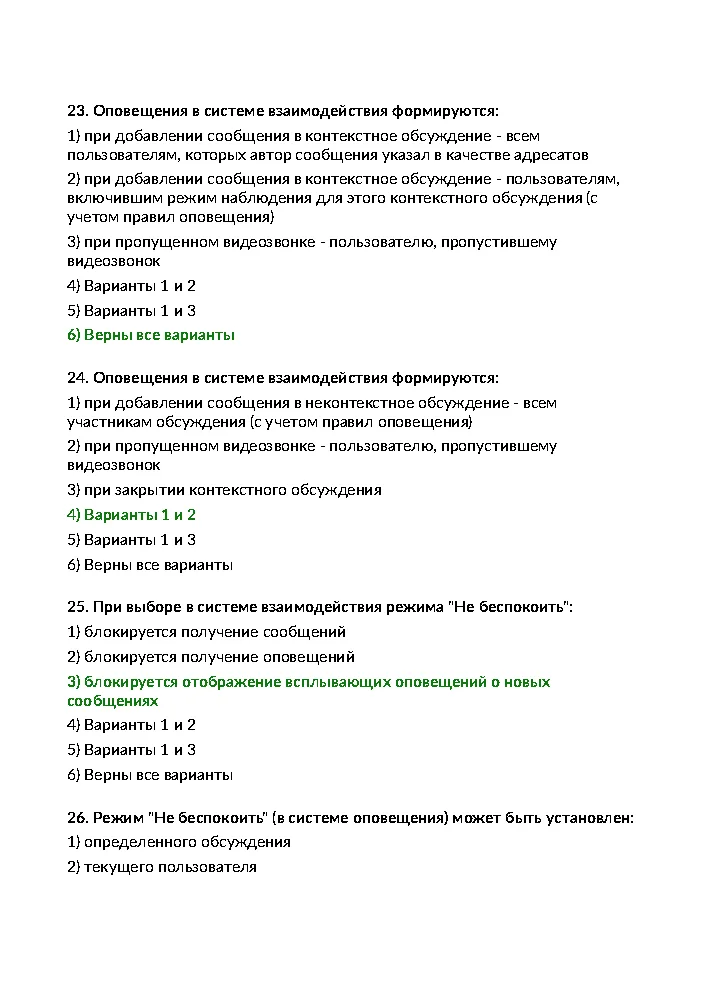 23. Оповещения в системе взаимодействия формируются:
1) при добавлении сообщения в контекстное обсуждение - всем
пользователям, которых автор сообщения указал в качестве адресатов
2) при добавлении сообщения в контекстное обсуждение - пользователям,
включившим режим наблюдения для этого контекстного обсуждения (с
учетом правил оповещения)
3) при пропущенном видеозвонке - пользователю, пропустившему
видеозвонок
4) Варианты 1 и 2
5) Варианты 1 и 3
6) Верны все варианты
24. Оповещения в системе взаимодействия формируются:
1) при добавлении сообщения в неконтекстное обсуждение - всем
участникам обсуждения (с учетом правил оповещения)
2) при пропущенном видеозвонке - пользователю, пропустившему
видеозвонок
3) при закрытии контекстного обсуждения
4) Варианты 1 и 2
5) Варианты 1 и 3
6) Верны все варианты
25. При выборе в системе взаимодействия режима "Не беспокоить":
1) блокируется получение сообщений
2) блокируется получение оповещений
3) блокируется отображение всплывающих оповещений о новых
сообщениях
4) Варианты 1 и 2
5) Варианты 1 и 3
6) Верны все варианты
26. Режим "Не беспокоить" (в системе оповещения) может быть установлен:
1) определенного обсуждения
2) текущего пользователя